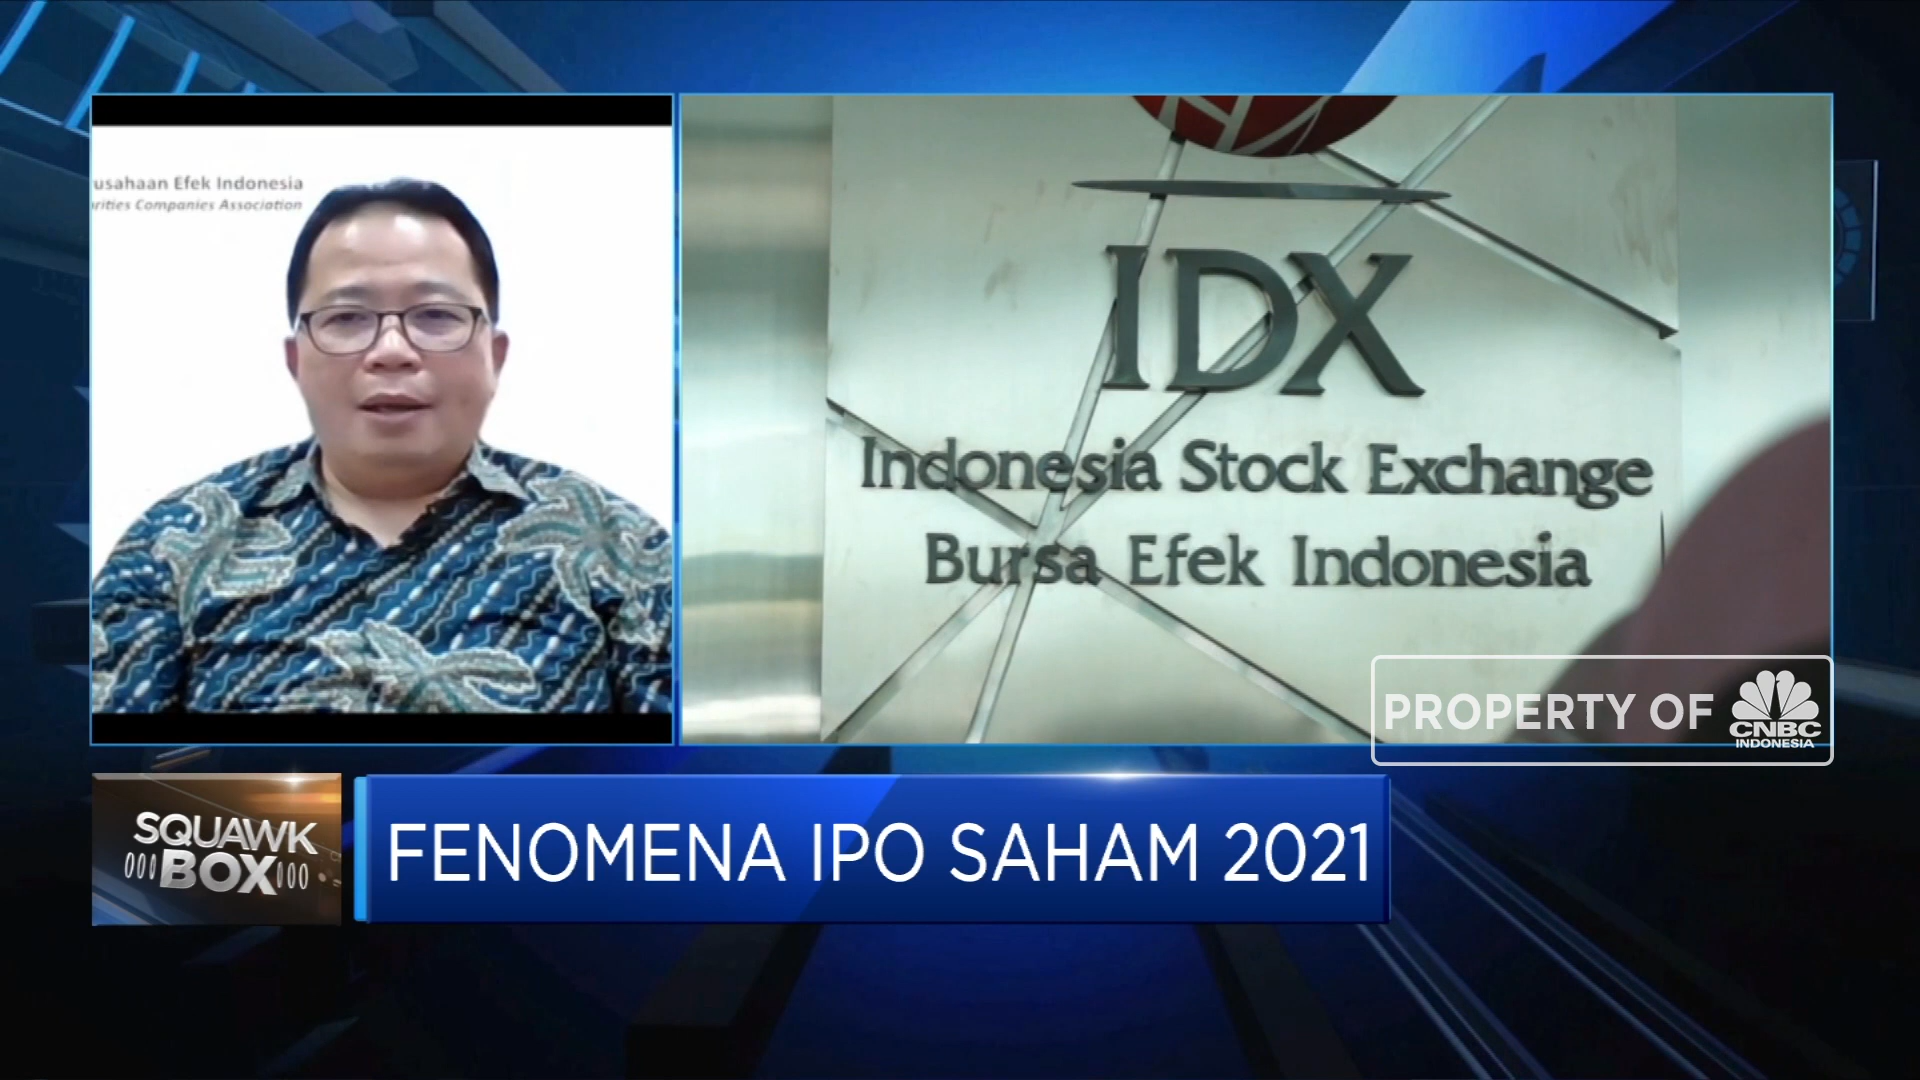 usahaan Efek Indonesia
rities Companies Association
IDX
Indonesia Stock Exchange
Bursa Efek Indonesia
PROPERTY OF
CNBC
INDONESIA
SQUAWK
BOX
FENOMENA IPO SAHAM 2021